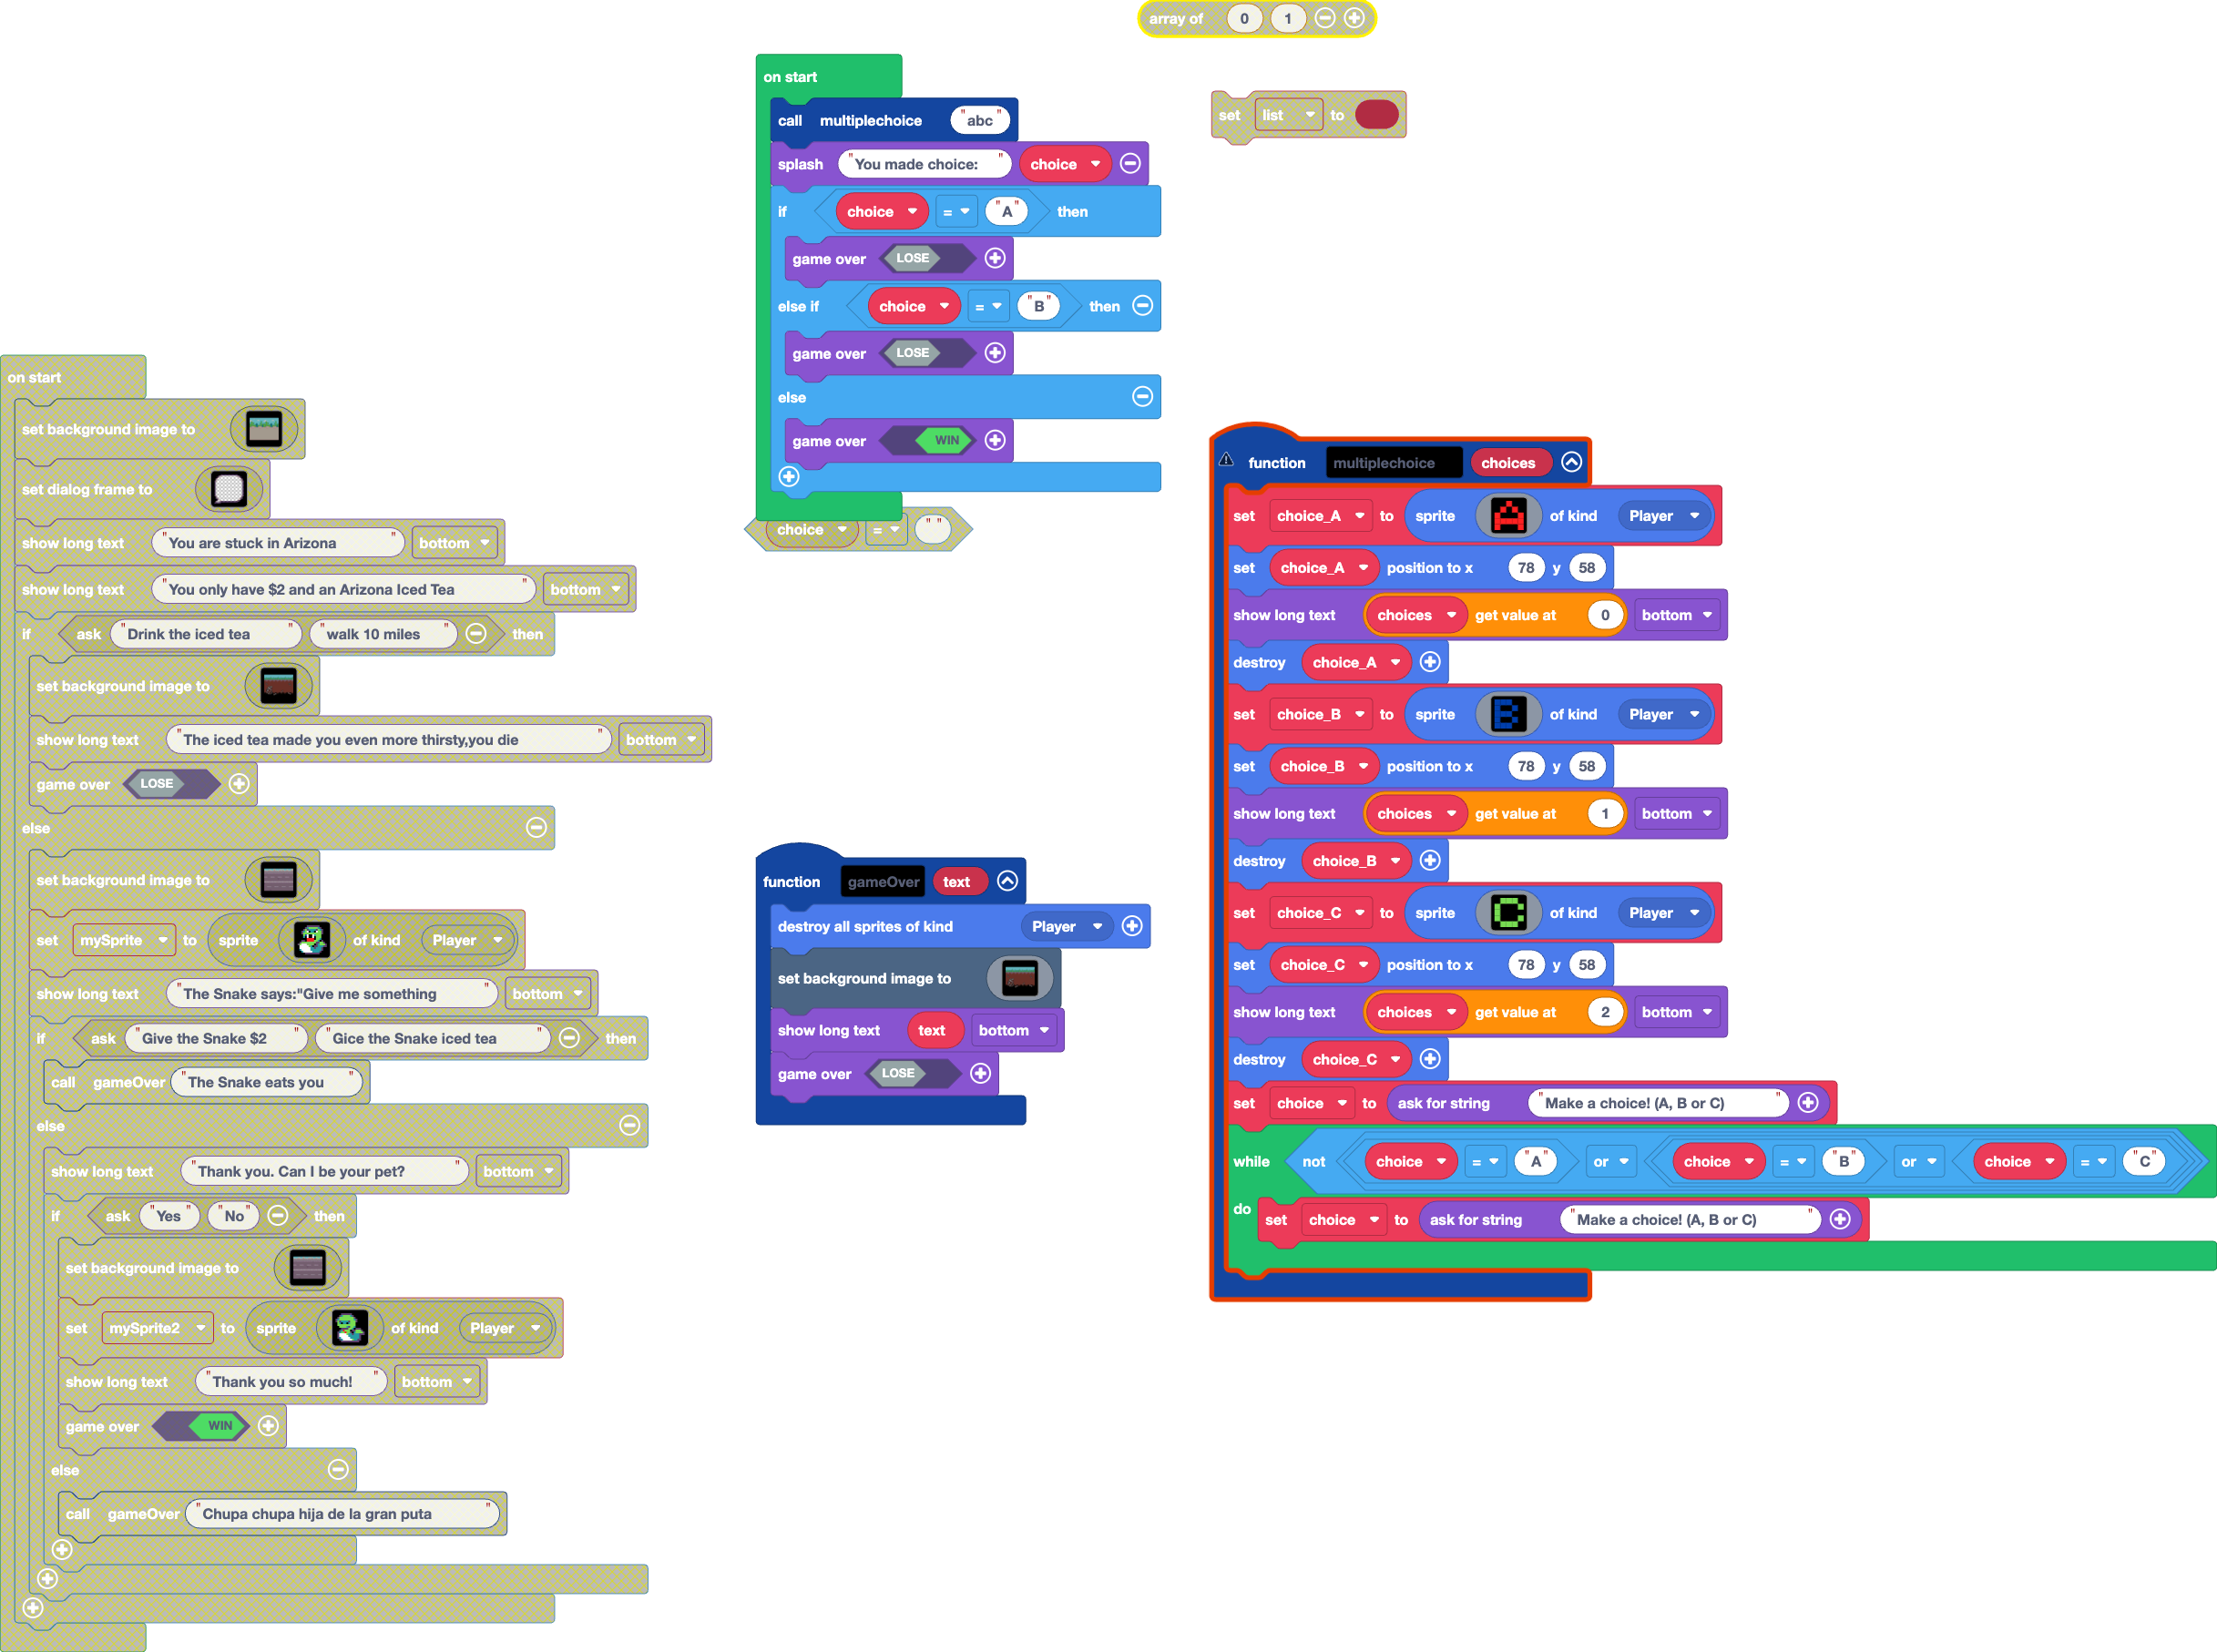 array of 0 1
set list to
on start
call multiplechoice "abc"
splash "You made choice: " choice
if choice = "A" then
game over LOSE
else if choice = "B" then
game over LOSE
else
game over WIN
choice = " "
on start
set background image to
set dialog frame to
show long text "You are stuck in Arizona " bottom
show long text "You only have $2 and an Arizona Iced Tea " bottom
if ask "Drink the iced tea " "walk 10 miles " then
set background image to
show long text "The iced tea made you even more thirsty,you die " bottom
game over LOSE
else
set background image to
set mySprite to sprite of kind Player
show long text "The Snake says:"Give me something " bottom
if ask "Give the Snake $2 " "Gice the Snake iced tea " then
call gameOver "The Snake eats you "
else
show long text "Thank you. Can I be your pet? " bottom
if ask "Yes" "No" then
set background image to
set mySprite2 to sprite of kind Player
show long text "Thank you so much! " bottom
game over WIN
else
call gameOver "Chupa chupa hija de la gran puta "
function gameOver text
destroy all sprites of kind Player
set background image to
show long text text bottom
game over LOSE
function multiplechoice choices
set choice_A to sprite A of kind Player
set choice_A position to x 78 y 58
show long text choices get value at 0 bottom
destroy choice_A
set choice_B to sprite B of kind Player
set choice_B position to x 78 y 58
show long text choices get value at 1 bottom
destroy choice_B
set choice_C to sprite C of kind Player
set choice_C position to x 78 y 58
show long text choices get value at 2 bottom
destroy choice_C
set choice to ask for string "Make a choice! (A, B or C) "
while not choice = "A" or choice = "B" or choice = "C"
do set choice to ask for string "Make a choice! (A, B or C) "